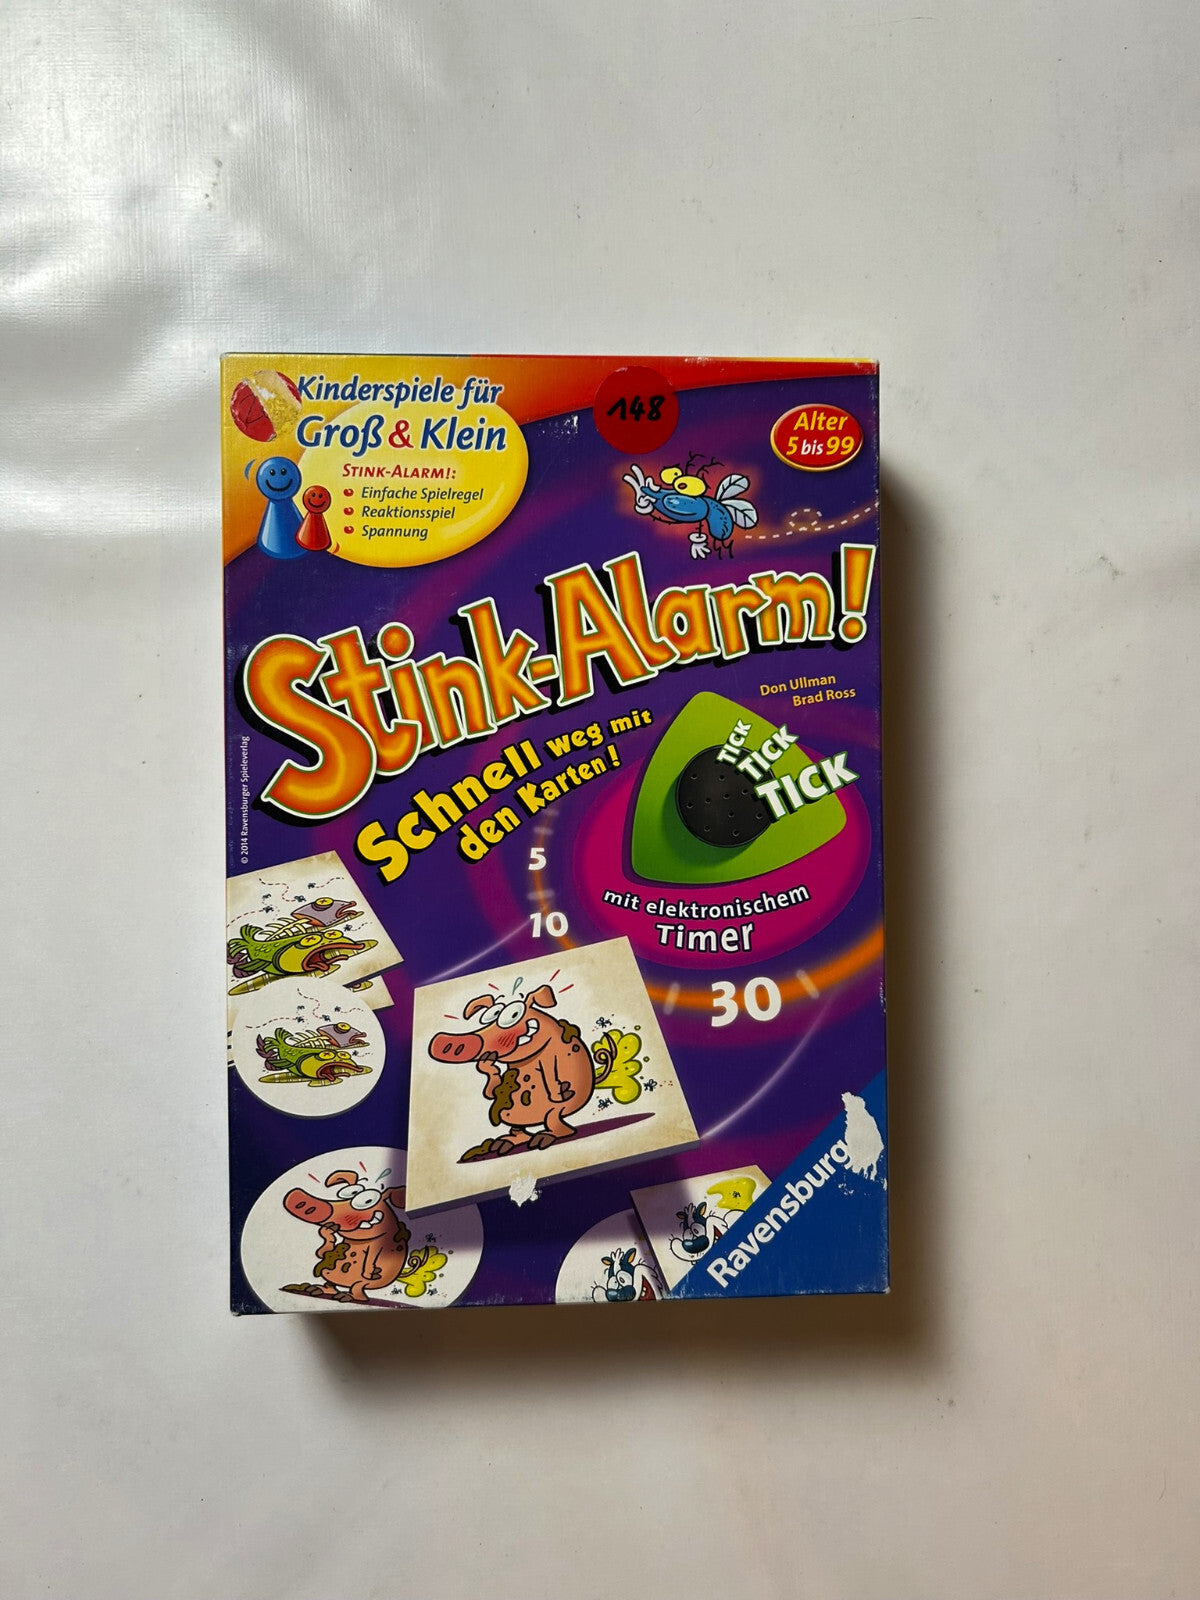 Kinderspiele für
Groß & Klein
STINK-ALARM!:
Einfache Spielregel
Reaktionsspiel
Spannung
148
Alter
5 bis 99
Stink-Alarm!
Don Ullman
Brad Ross
Schnell weg mit
den Karten!
TICK
TICK
TICK
mit elektronischem
Timer
5
10
30
© 2014 Ravensburger Spieleverlag
Ravensburg